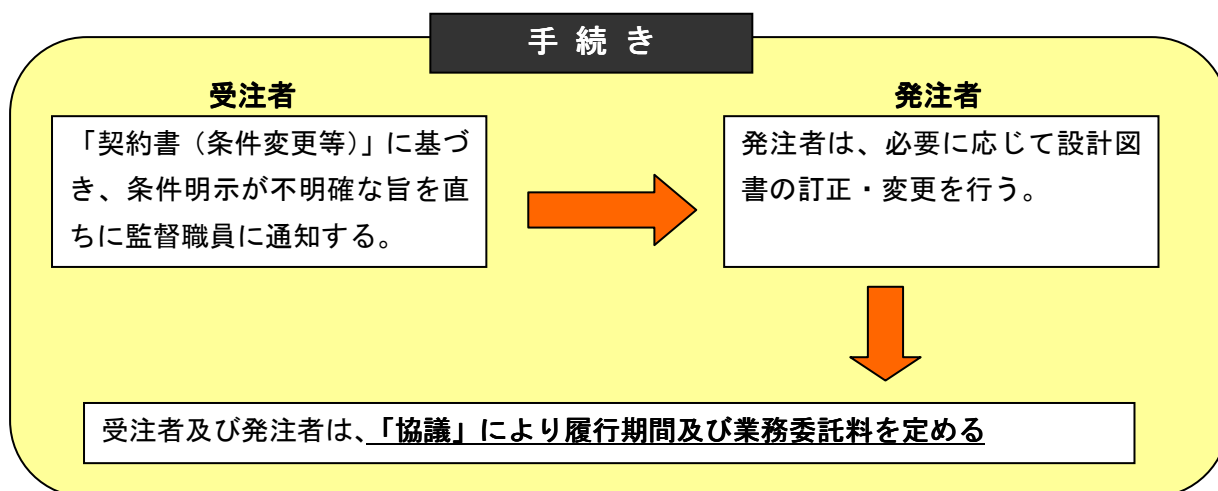 手 続 き
受注者
「契約書（条件変更等）」に基づ
き、条件明示が不明確な旨を直
ちに監督職員に通知する。
発注者
発注者は、必要に応じて設計図
書の訂正・変更を行う。
受注者及び発注者は、「協議」により履行期間及び業務委託料を定める